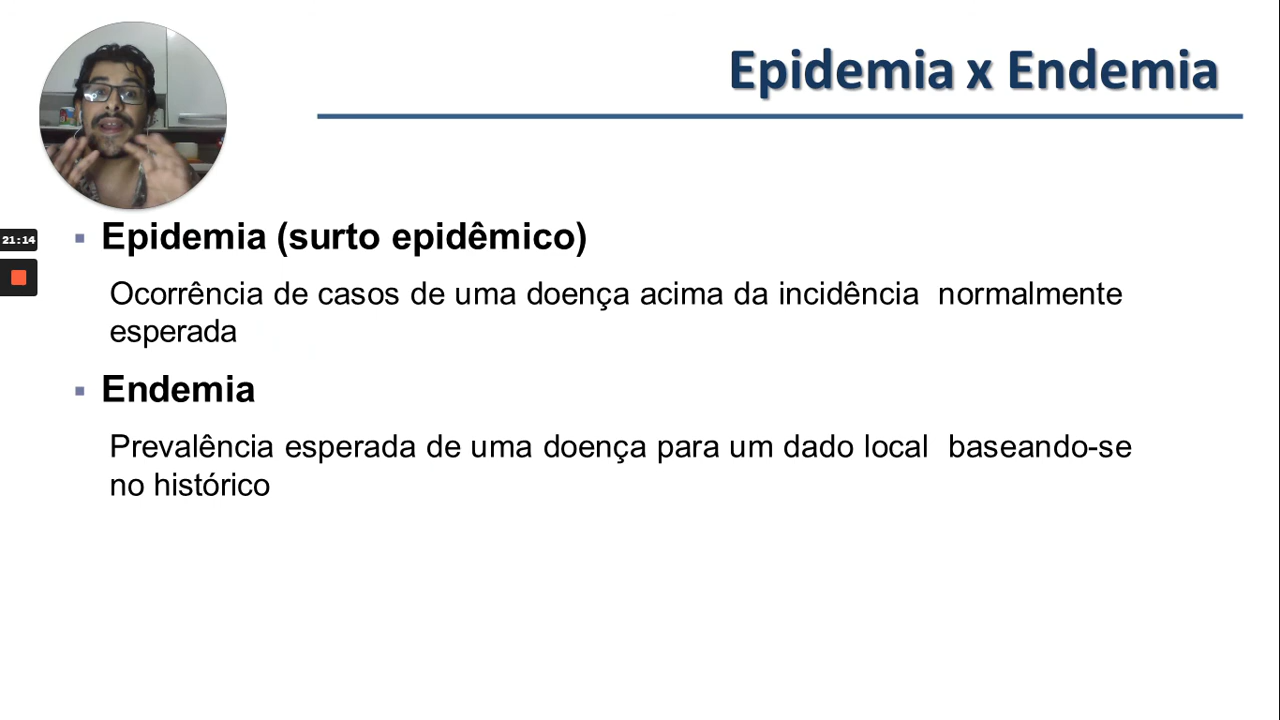 Epidemia x Endemia
21:14
Epidemia (surto epidêmico)
Ocorrência de casos de uma doença acima da incidência normalmente
esperada
Endemia
Prevalência esperada de uma doença para um dado local baseando-se
no histórico